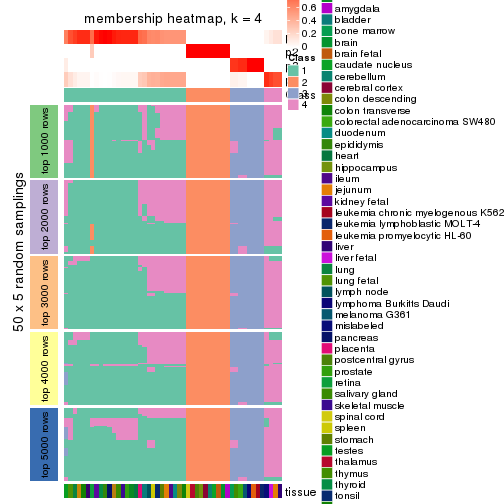 membership heatmap, k = 4
50 x 5 random samplings
top 1000 rows
top 2000 rows
top 3000 rows
top 4000 rows
top 5000 rows
p2
tissue
0.6
0.4
0.2
0
Class
1
2
4
amygdala
bladder
bone marrow
brain
brain fetal
caudate nucleus
cerebellum
cerebral cortex
colon descending
colon transverse
colorectal adenocarcinoma SW480
duodenum
epididymis
heart
hippocampus
ileum
jejunum
kidney fetal
leukemia chronic myelogenous K562
leukemia lymphoblastic MOLT-4
leukemia promyelocytic HL-60
liver
liver fetal
lung
lung fetal
lymph node
lymphoma Burkitts Daudi
melanoma G361
mislabeled
pancreas
placenta
postcentral gyrus
prostate
retina
salivary gland
skeletal muscle
spinal cord
spleen
stomach
testes
thalamus
thymus
thyroid
tonsil